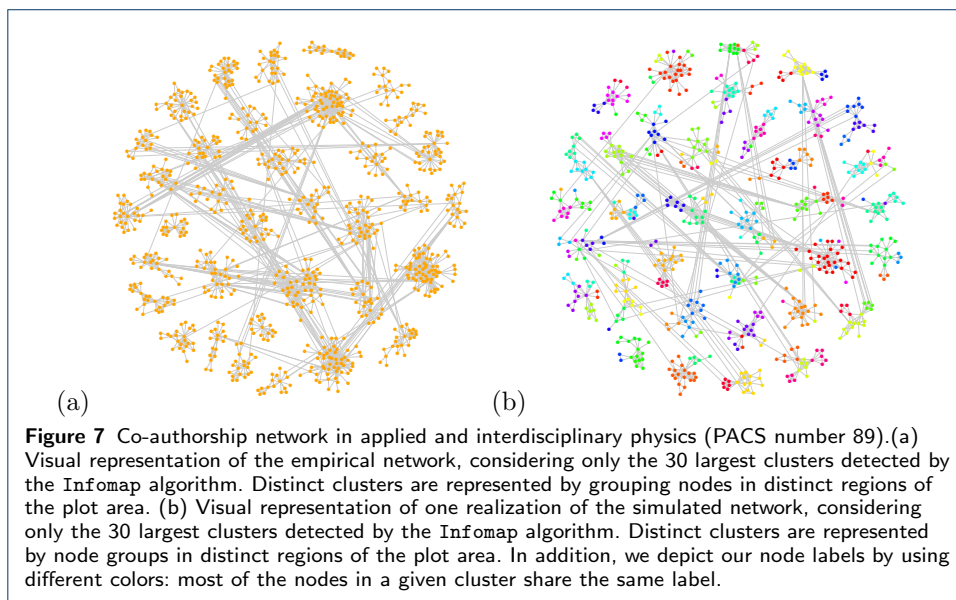 (a)
(b)
Figure 7 Co-authorship network in applied and interdisciplinary physics (PACS number 89).(a)
Visual representation of the empirical network, considering only the 30 largest clusters detected by
the Infomap algorithm. Distinct clusters are represented by grouping nodes in distinct regions of
the plot area. (b) Visual representation of one realization of the simulated network, considering
only the 30 largest clusters detected by the Infomap algorithm. Distinct clusters are represented
by node groups in distinct regions of the plot area. In addition, we depict our node labels by using
different colors: most of the nodes in a given cluster share the same label.